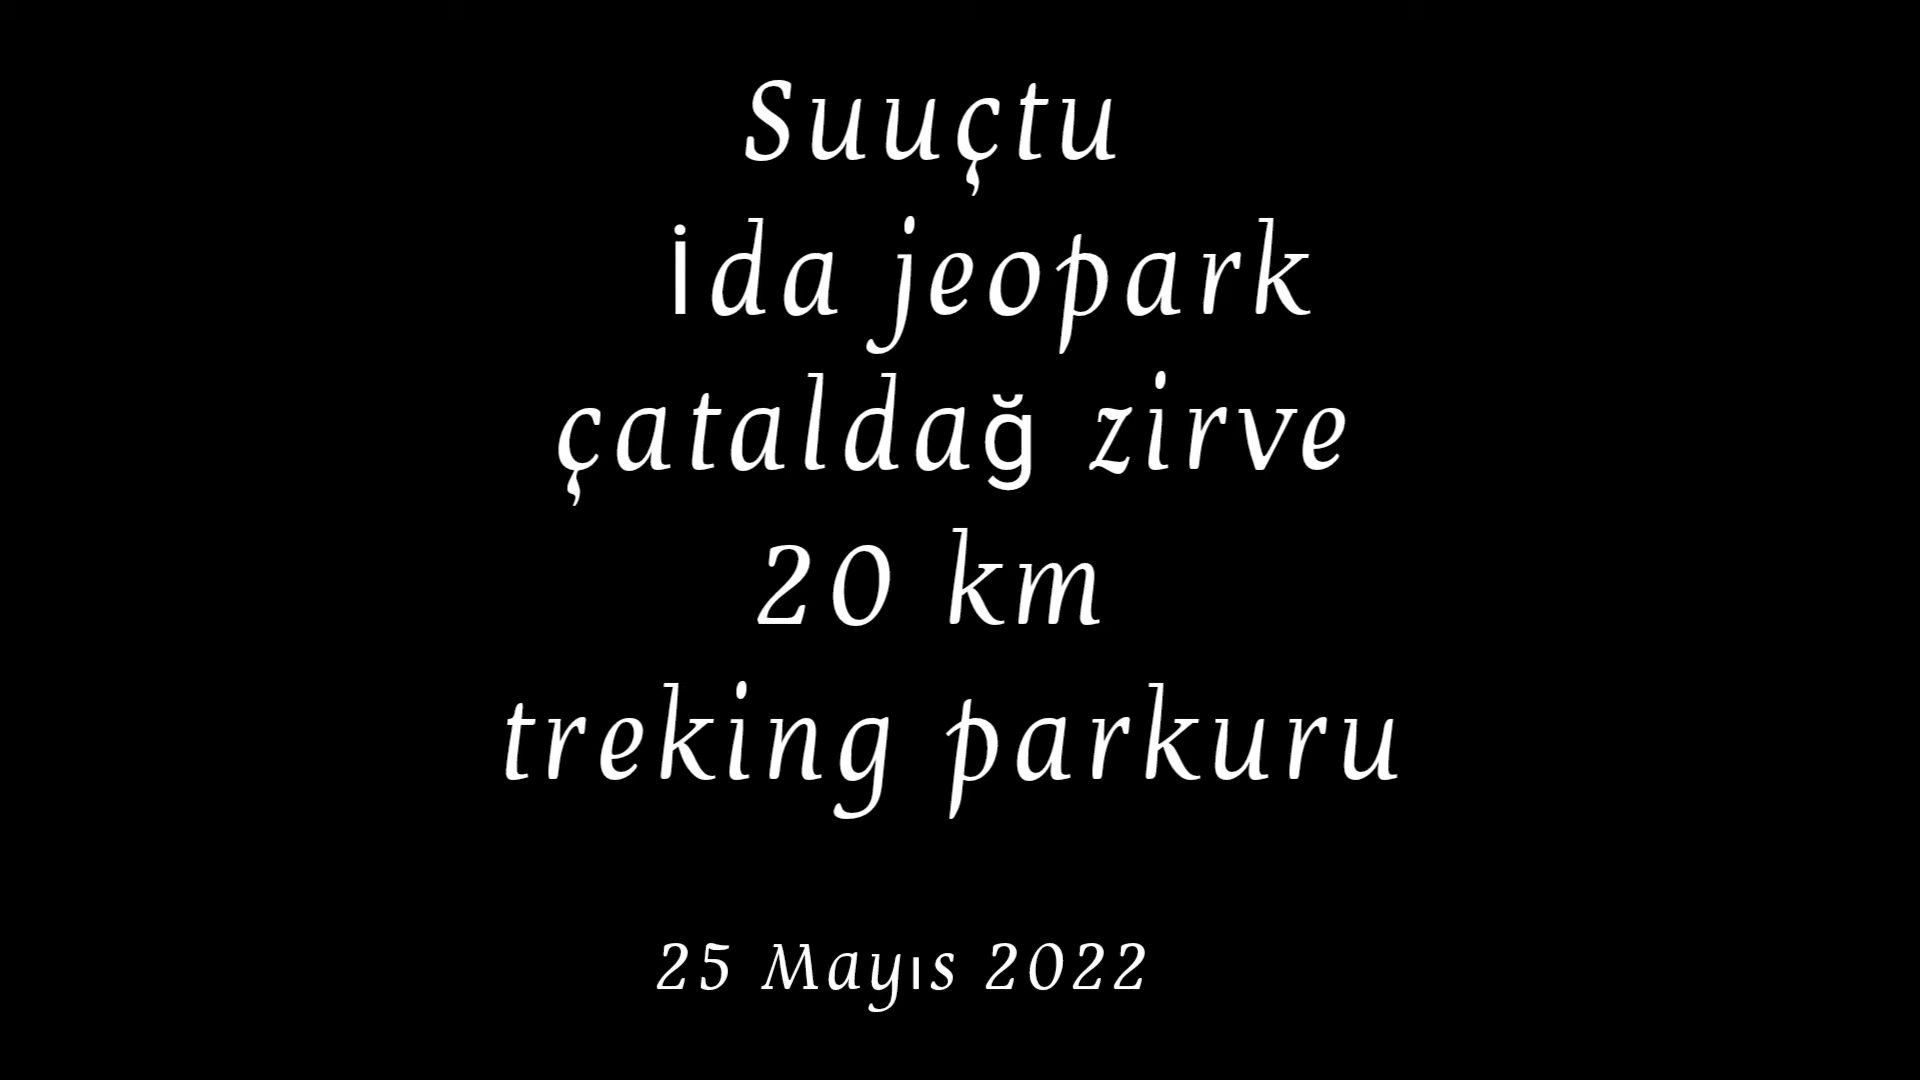 Suuçtu
İda jeopark
çataldağ zirve
20 km
treking parkuru
25 Mayıs 2022